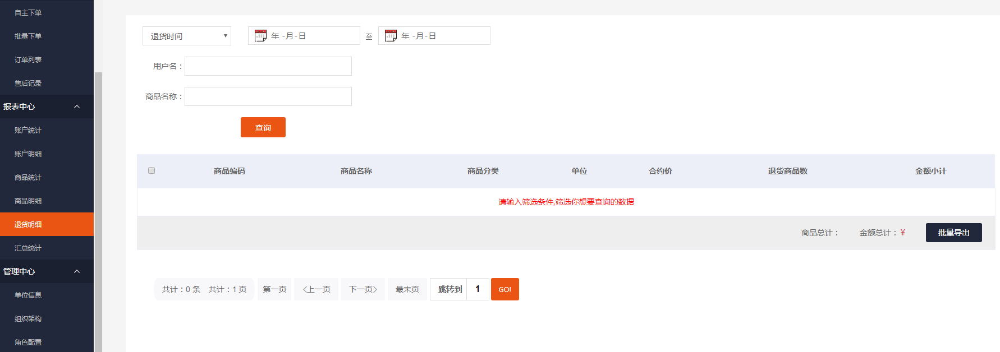 自主下单
批量下单
订单列表
售后记录
报表中心
账户统计
账户明细
商品统计
商品明细
退货明细
汇总统计
管理中心
单位信息
组织架构
角色配置
退货时间 年 -月-日 至 年 -月-日
用户名：
商品名称：
查询
商品编码 商品名称 商品分类 单位 合约价 退货商品数 金额小计
请输入筛选条件,筛选你想要查询的数据
商品总计： 金额总计：¥ 批量导出
共计：0 条 共计：1 页 第一页 <上一页 下一页> 最末页 跳转到 1 GO!